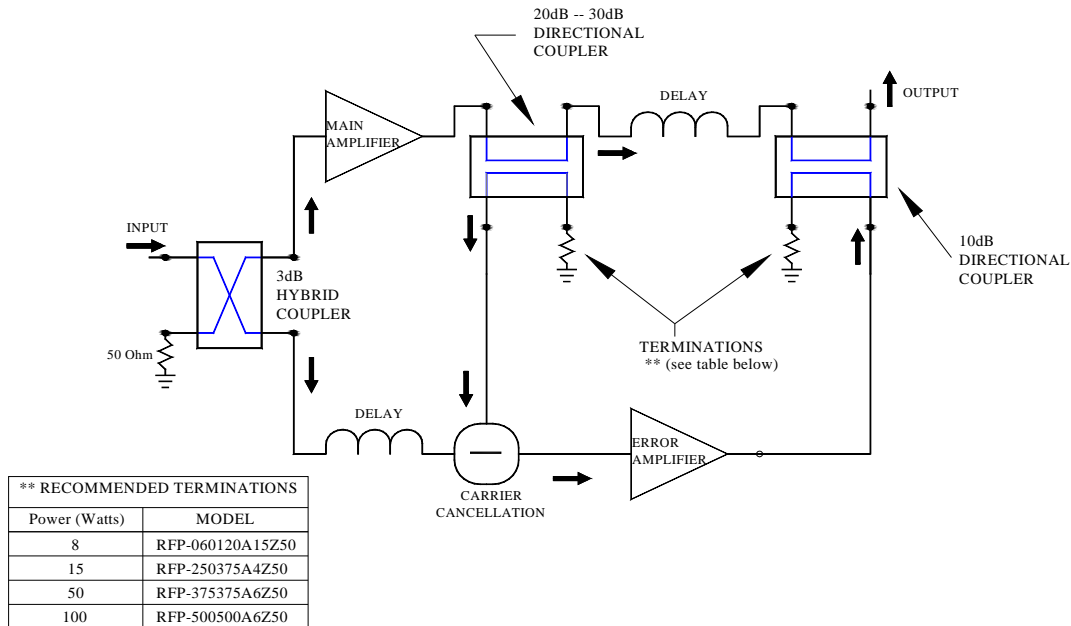 20dB -- 30dB
DIRECTIONAL
COUPLER
DELAY
OUTPUT
MAIN
AMPLIFIER
INPUT
3dB
HYBRID
COUPLER
10dB
DIRECTIONAL
COUPLER
50 Ohm
TERMINATIONS
** (see table below)
DELAY
ERROR
AMPLIFIER
CARRIER
CANCELLATION
** RECOMMENDED TERMINATIONS
Power (Watts) MODEL
8 RFP-060120A15Z50
15 RFP-250375A4Z50
50 RFP-375375A6Z50
100 RFP-500500A6Z50